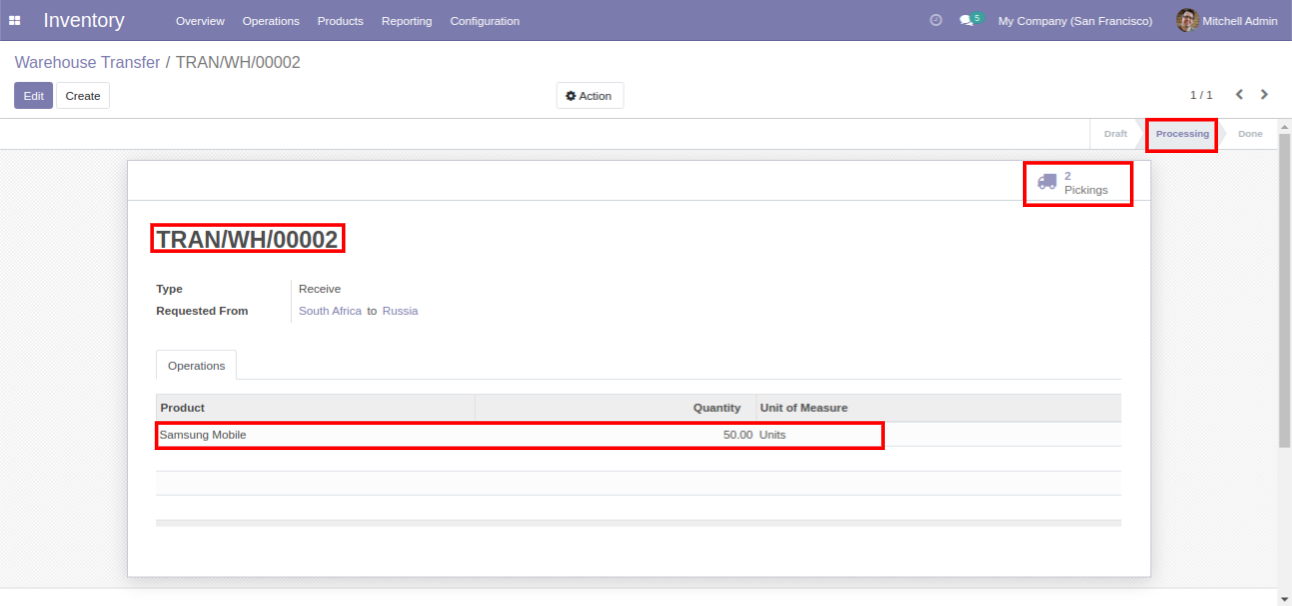 Inventory Overview Operations Products Reporting Configuration 5 My Company (San Francisco) Mitchell Admin
Warehouse Transfer / TRAN/WH/00002
Edit Create Action 1 / 1
Draft Processing Done
2
Pickings
TRAN/WH/00002
Type Receive
Requested From South Africa to Russia
Operations
Product Quantity Unit of Measure
Samsung Mobile 50.00 Units